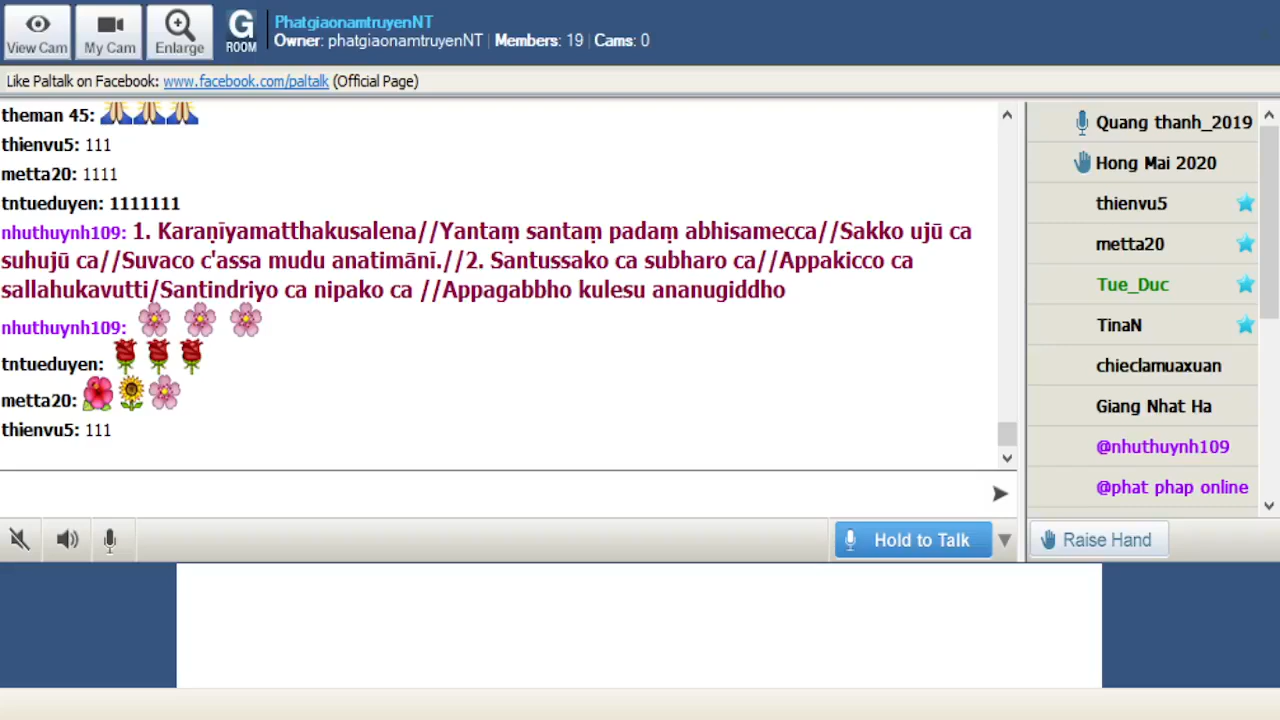 View Cam
My Cam
Enlarge
G
ROOM
PhatgiaonamtruyenNT
Owner: phatgiaonamtruyenNT | Members: 19 | Cams: 0
Like Paltalk on Facebook: www.facebook.com/paltalk (Official Page)
theman 45:
thienvu5: 111
metta20: 1111
tntueduyen: 1111111
nhuthuynh109: 1. Karaṇīyamatthakusalena//Yantaṃ santaṃ padaṃ abhisamecca//Sakko ujū ca
suhujū ca//Suvaco c'assa mudu anatimānī.//2. Santussako ca subharo ca//Appakicco ca
sallahukavutti/Santindriyo ca nipako ca //Appagabbho kulesu ananugiddho
nhuthuynh109:
tntueduyen:
metta20:
thienvu5: 111
Quang thanh_2019
Hong Mai 2020
thienvu5
metta20
Tue_Duc
TinaN
chieclamuaxuan
Giang Nhat Ha
@nhuthuynh109
@phat phap online
Hold to Talk
Raise Hand